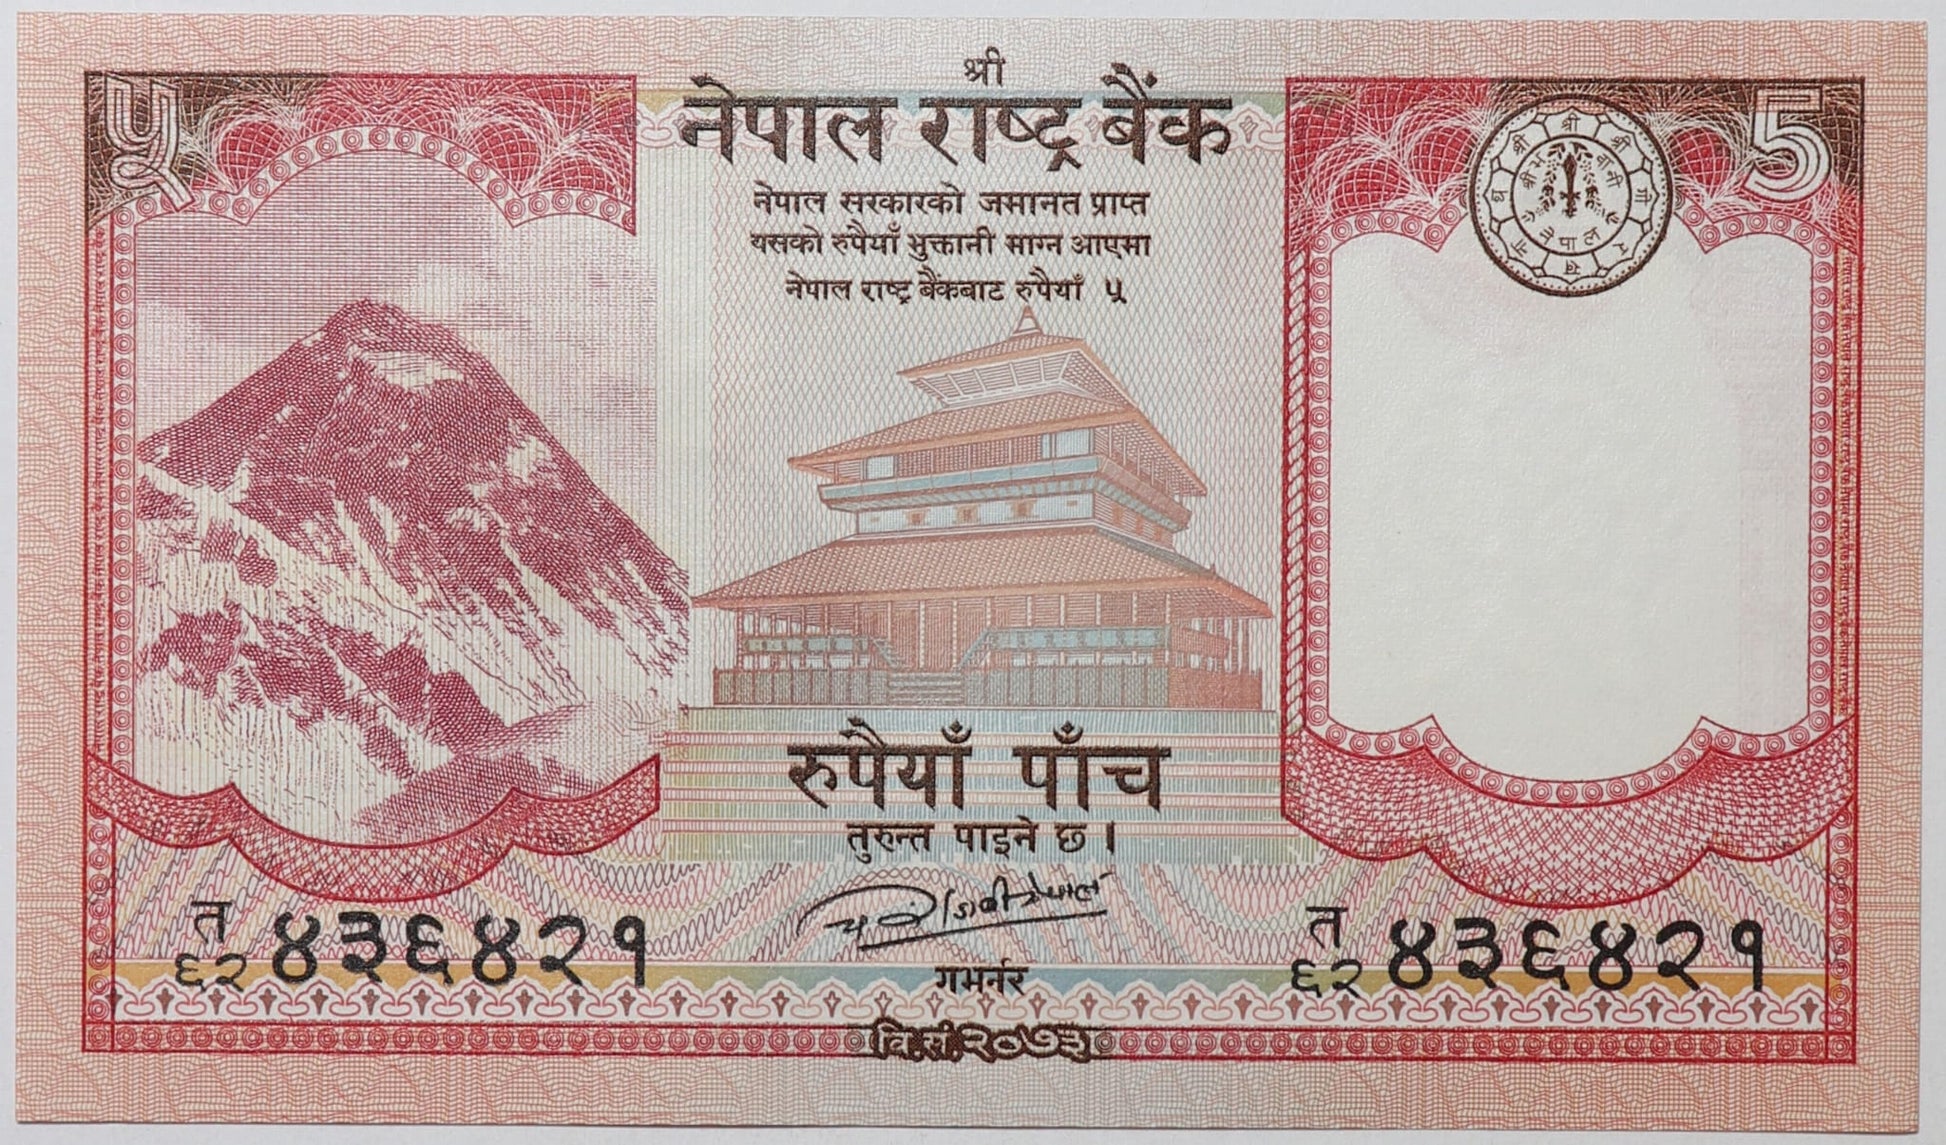 श्री
नेपाल राष्ट्र बैंक
५
5
नेपाल सरकारको जमानत प्राप्त
यसको रुपैयाँ भुक्तानी माग्न आएमा
नेपाल राष्ट्र बैंकबाट रुपैयाँ ५
श्री श्री श्री गो र ख ना थ
श्री भ वा नी
नेपाल
रुपैयाँ पाँच
तुरुन्त पाइने छ ।
त
६२ ४३६४२१
गभर्नर
त
६२ ४३६४२१
वि.सं.२०७३